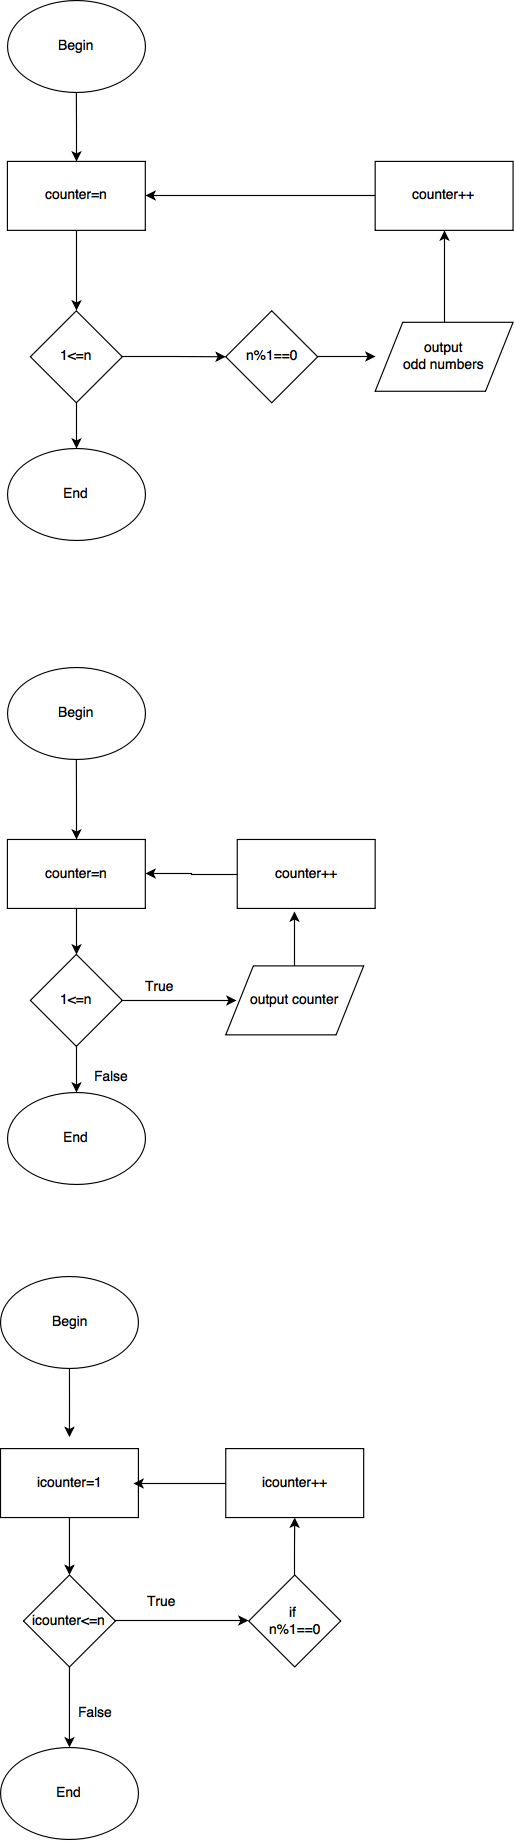 Begin
counter=n
counter++
1<=n
n%1==0
output
odd numbers
End
Begin
counter=n
counter++
1<=n
True
output counter
False
End
Begin
icounter=1
icounter++
icounter<=n
True
if
n%1==0
False
End